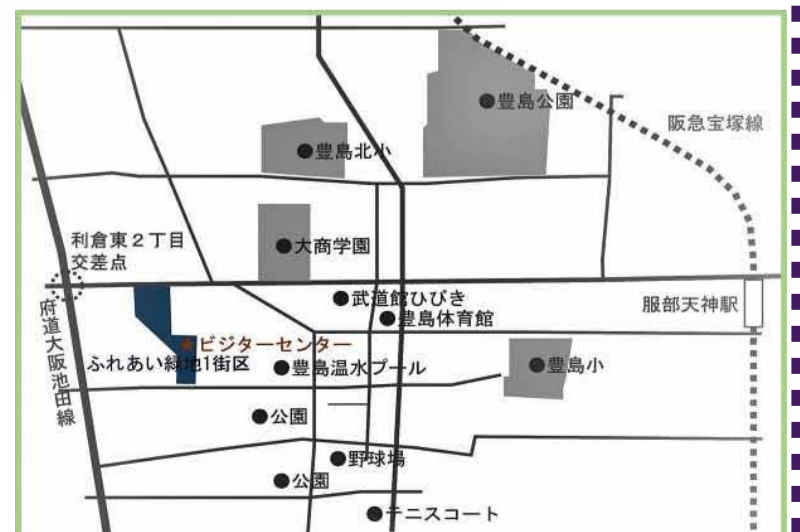 豊島公園
阪急宝塚線
豊島北小
利倉東２丁目
交差点
大商学園
武道館ひびき
豊島体育館
服部天神駅
府道大阪池田線
★ビジターセンター
ふれあい緑地1街区
豊島温水プール
豊島小
公園
野球場
公園
テニスコート